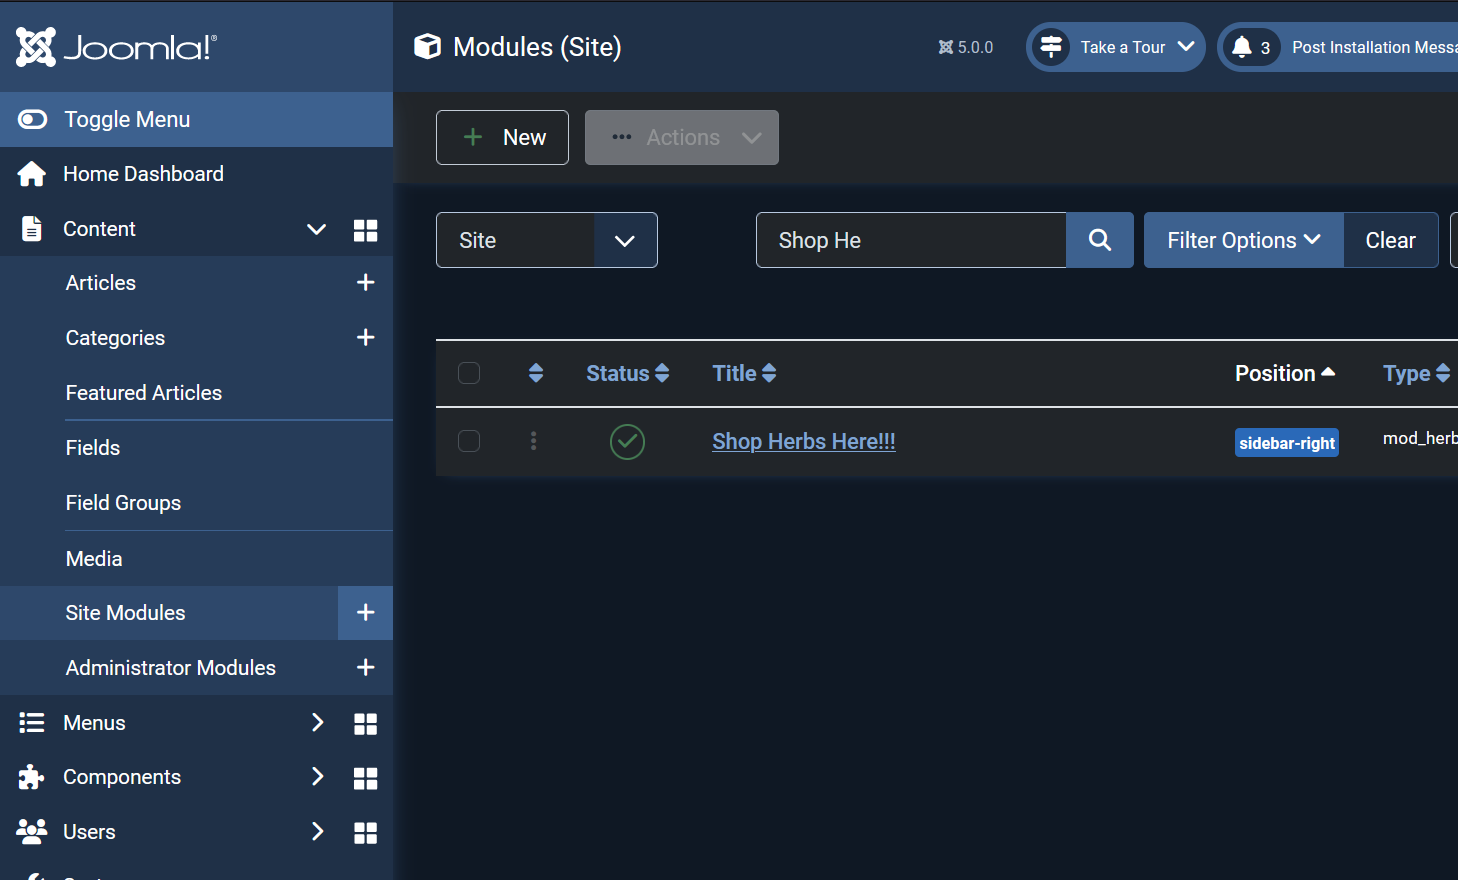 Joomla!®
Modules (Site)
5.0.0
Take a Tour
3
Post Installation Messa
Toggle Menu
New
Actions
Home Dashboard
Content
Site
Shop He
Filter Options
Clear
Articles
Categories
Featured Articles
Fields
Field Groups
Media
Site Modules
Administrator Modules
Menus
Components
Users
Status
Title
Position
Type
Shop Herbs Here!!!
sidebar-right
mod_herb